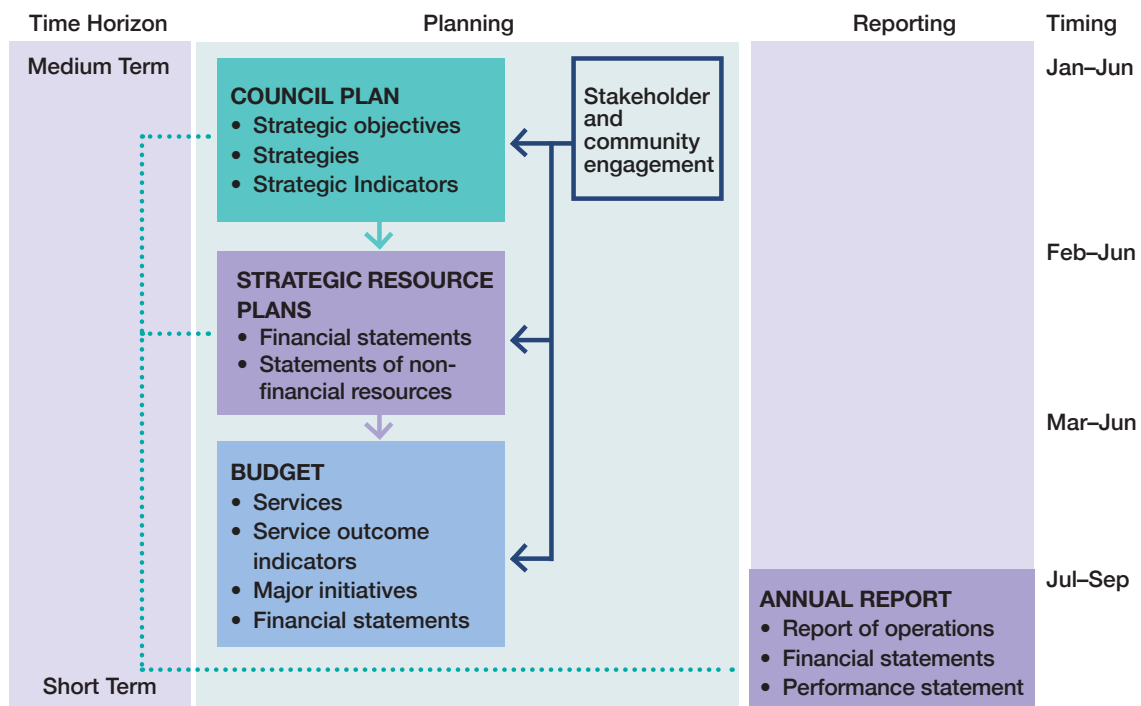 Time Horizon
Planning
Reporting
Timing
Medium Term
Jan–Jun
COUNCIL PLAN
• Strategic objectives
• Strategies
• Strategic Indicators
Stakeholder
and
community
engagement
Feb–Jun
STRATEGIC RESOURCE
PLANS
• Financial statements
• Statements of non-
financial resources
Mar–Jun
BUDGET
• Services
• Service outcome
indicators
• Major initiatives
• Financial statements
Jul–Sep
ANNUAL REPORT
• Report of operations
• Financial statements
• Performance statement
Short Term